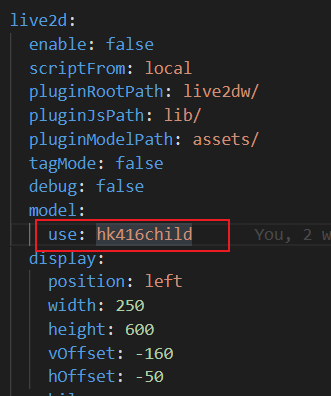 live2d:
enable: false
scriptFrom: local
pluginRootPath: live2dw/
pluginJsPath: lib/
pluginModelPath: assets/
tagMode: false
debug: false
model:
use: hk416child You, 2 w
display:
position: left
width: 250
height: 600
vOffset: -160
hOffset: -50